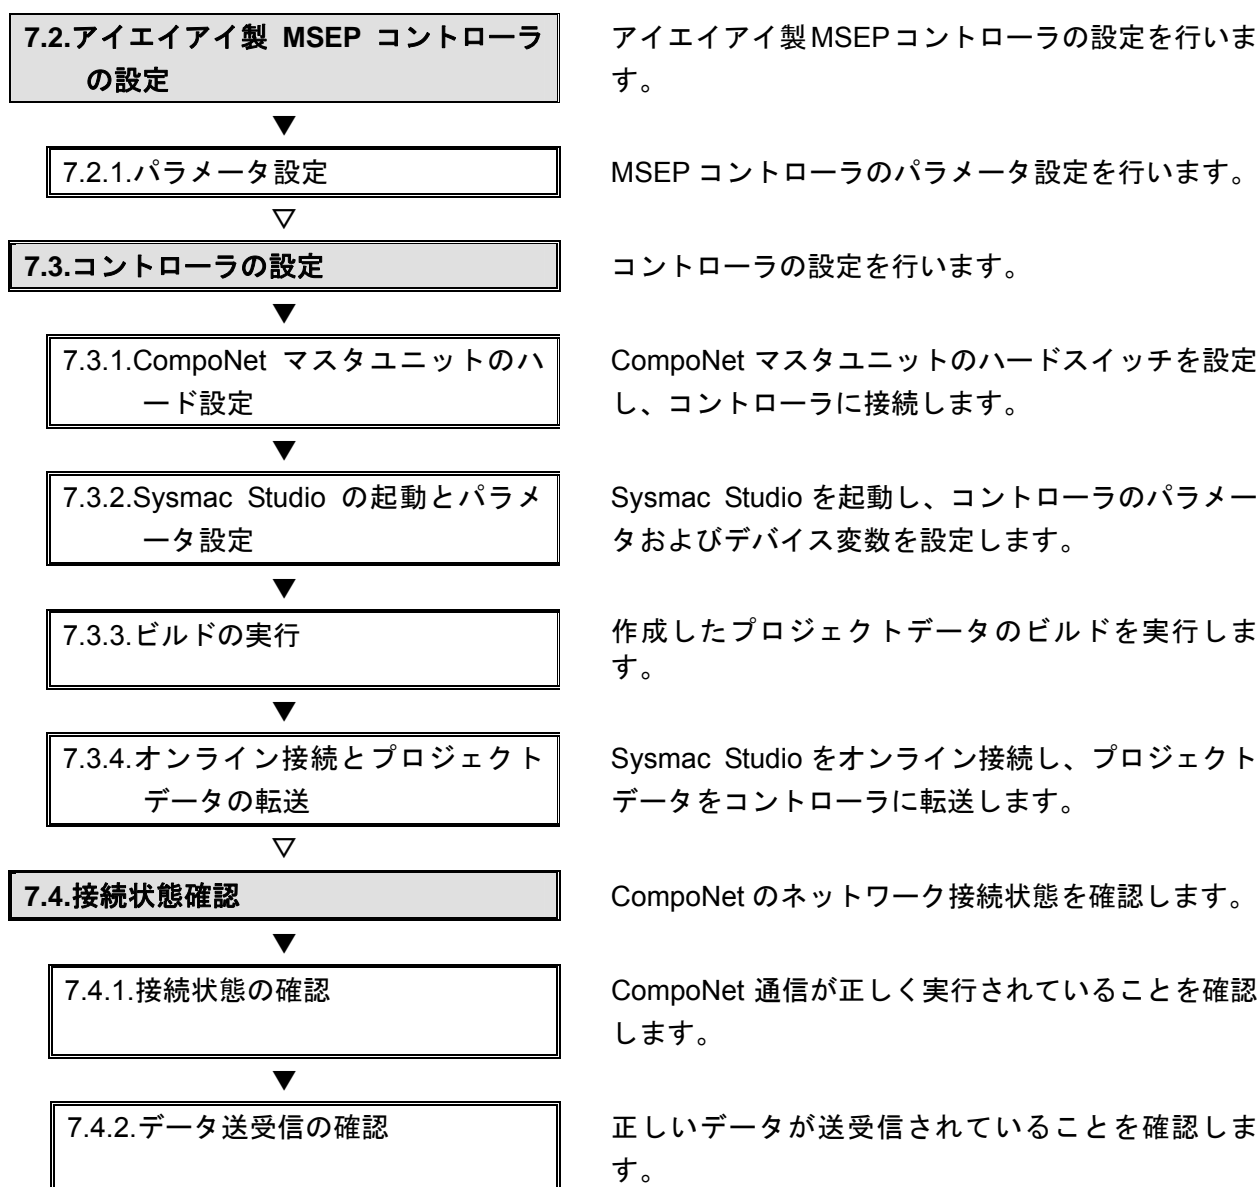 7.2.アイエイアイ製 MSEP コントローラ
の設定
アイエイアイ製MSEPコントローラの設定を行いま
す。
▼
7.2.1.パラメータ設定
MSEP コントローラのパラメータ設定を行います。
▽
7.3.コントローラの設定
コントローラの設定を行います。
▼
7.3.1.CompoNet マスタユニットのハ
ード設定
CompoNet マスタユニットのハードスイッチを設定
し、コントローラに接続します。
▼
7.3.2.Sysmac Studio の起動とパラメ
ータ設定
Sysmac Studio を起動し、コントローラのパラメー
タおよびデバイス変数を設定します。
▼
7.3.3.ビルドの実行
作成したプロジェクトデータのビルドを実行しま
す。
▼
7.3.4.オンライン接続とプロジェクト
データの転送
Sysmac Studio をオンライン接続し、プロジェクト
データをコントローラに転送します。
▽
7.4.接続状態確認
CompoNet のネットワーク接続状態を確認します。
▼
7.4.1.接続状態の確認
CompoNet 通信が正しく実行されていることを確認
します。
▼
7.4.2.データ送受信の確認
正しいデータが送受信されていることを確認しま
す。